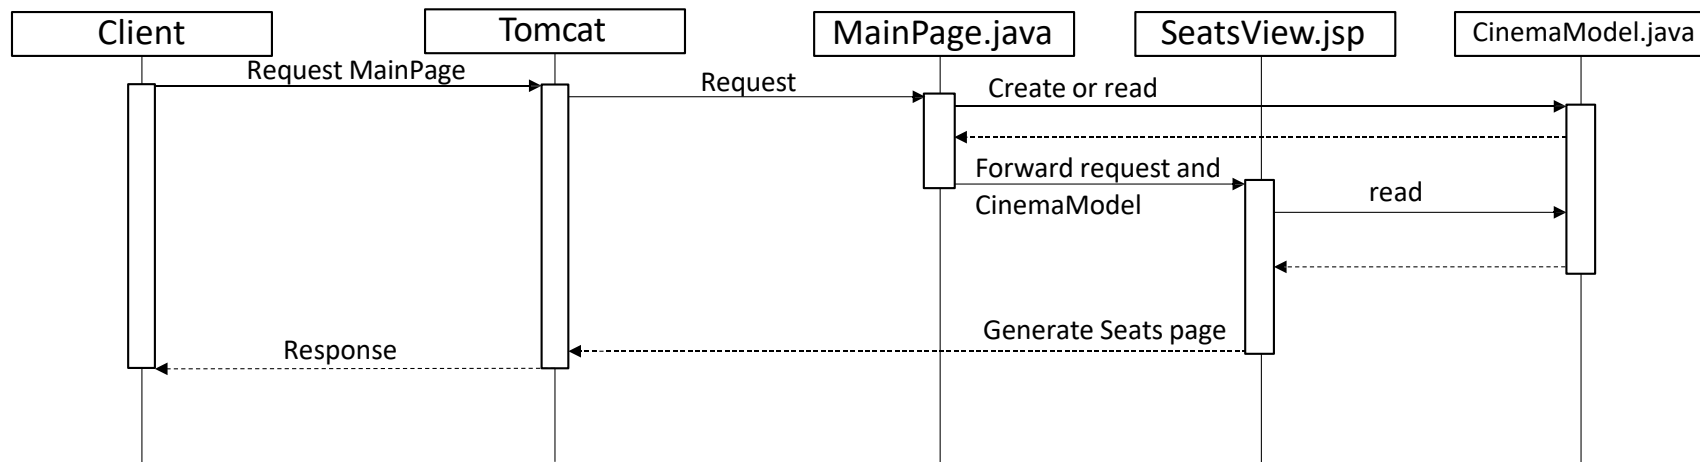 Client
Tomcat
MainPage.java
SeatsView.jsp
CinemaModel.java
Request MainPage
Request
Create or read
Forward request and
CinemaModel
read
Generate Seats page
Response